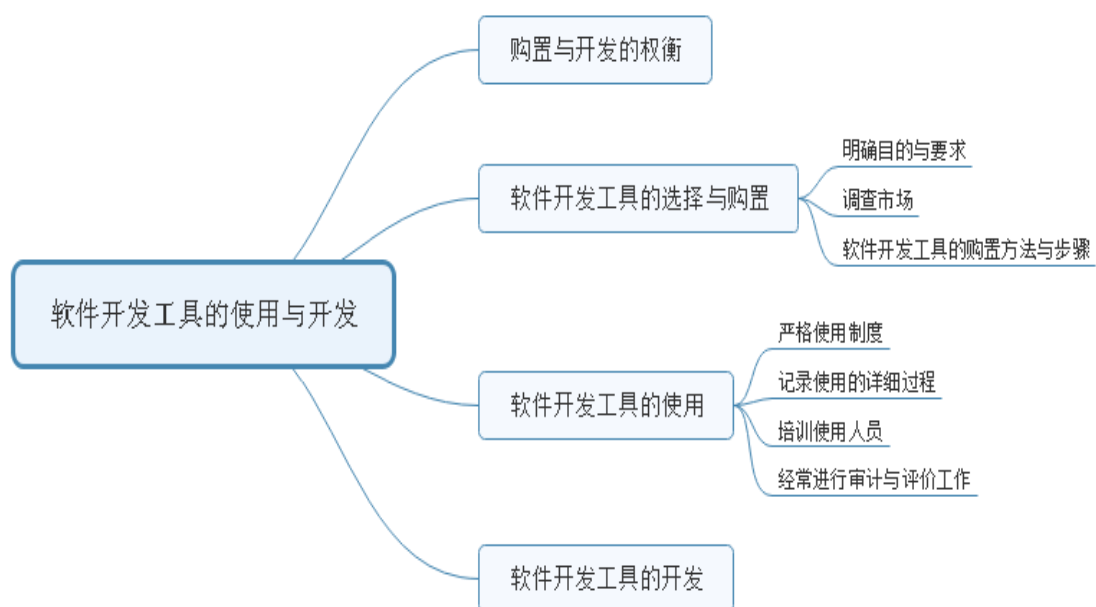 购置与开发的权衡
软件开发工具的选择与购置
明确目的与要求
调查市场
软件开发工具的购置方法与步骤
软件开发工具的使用与开发
软件开发工具的使用
严格使用制度
记录使用的详细过程
培训使用人员
经常进行审计与评价工作
软件开发工具的开发